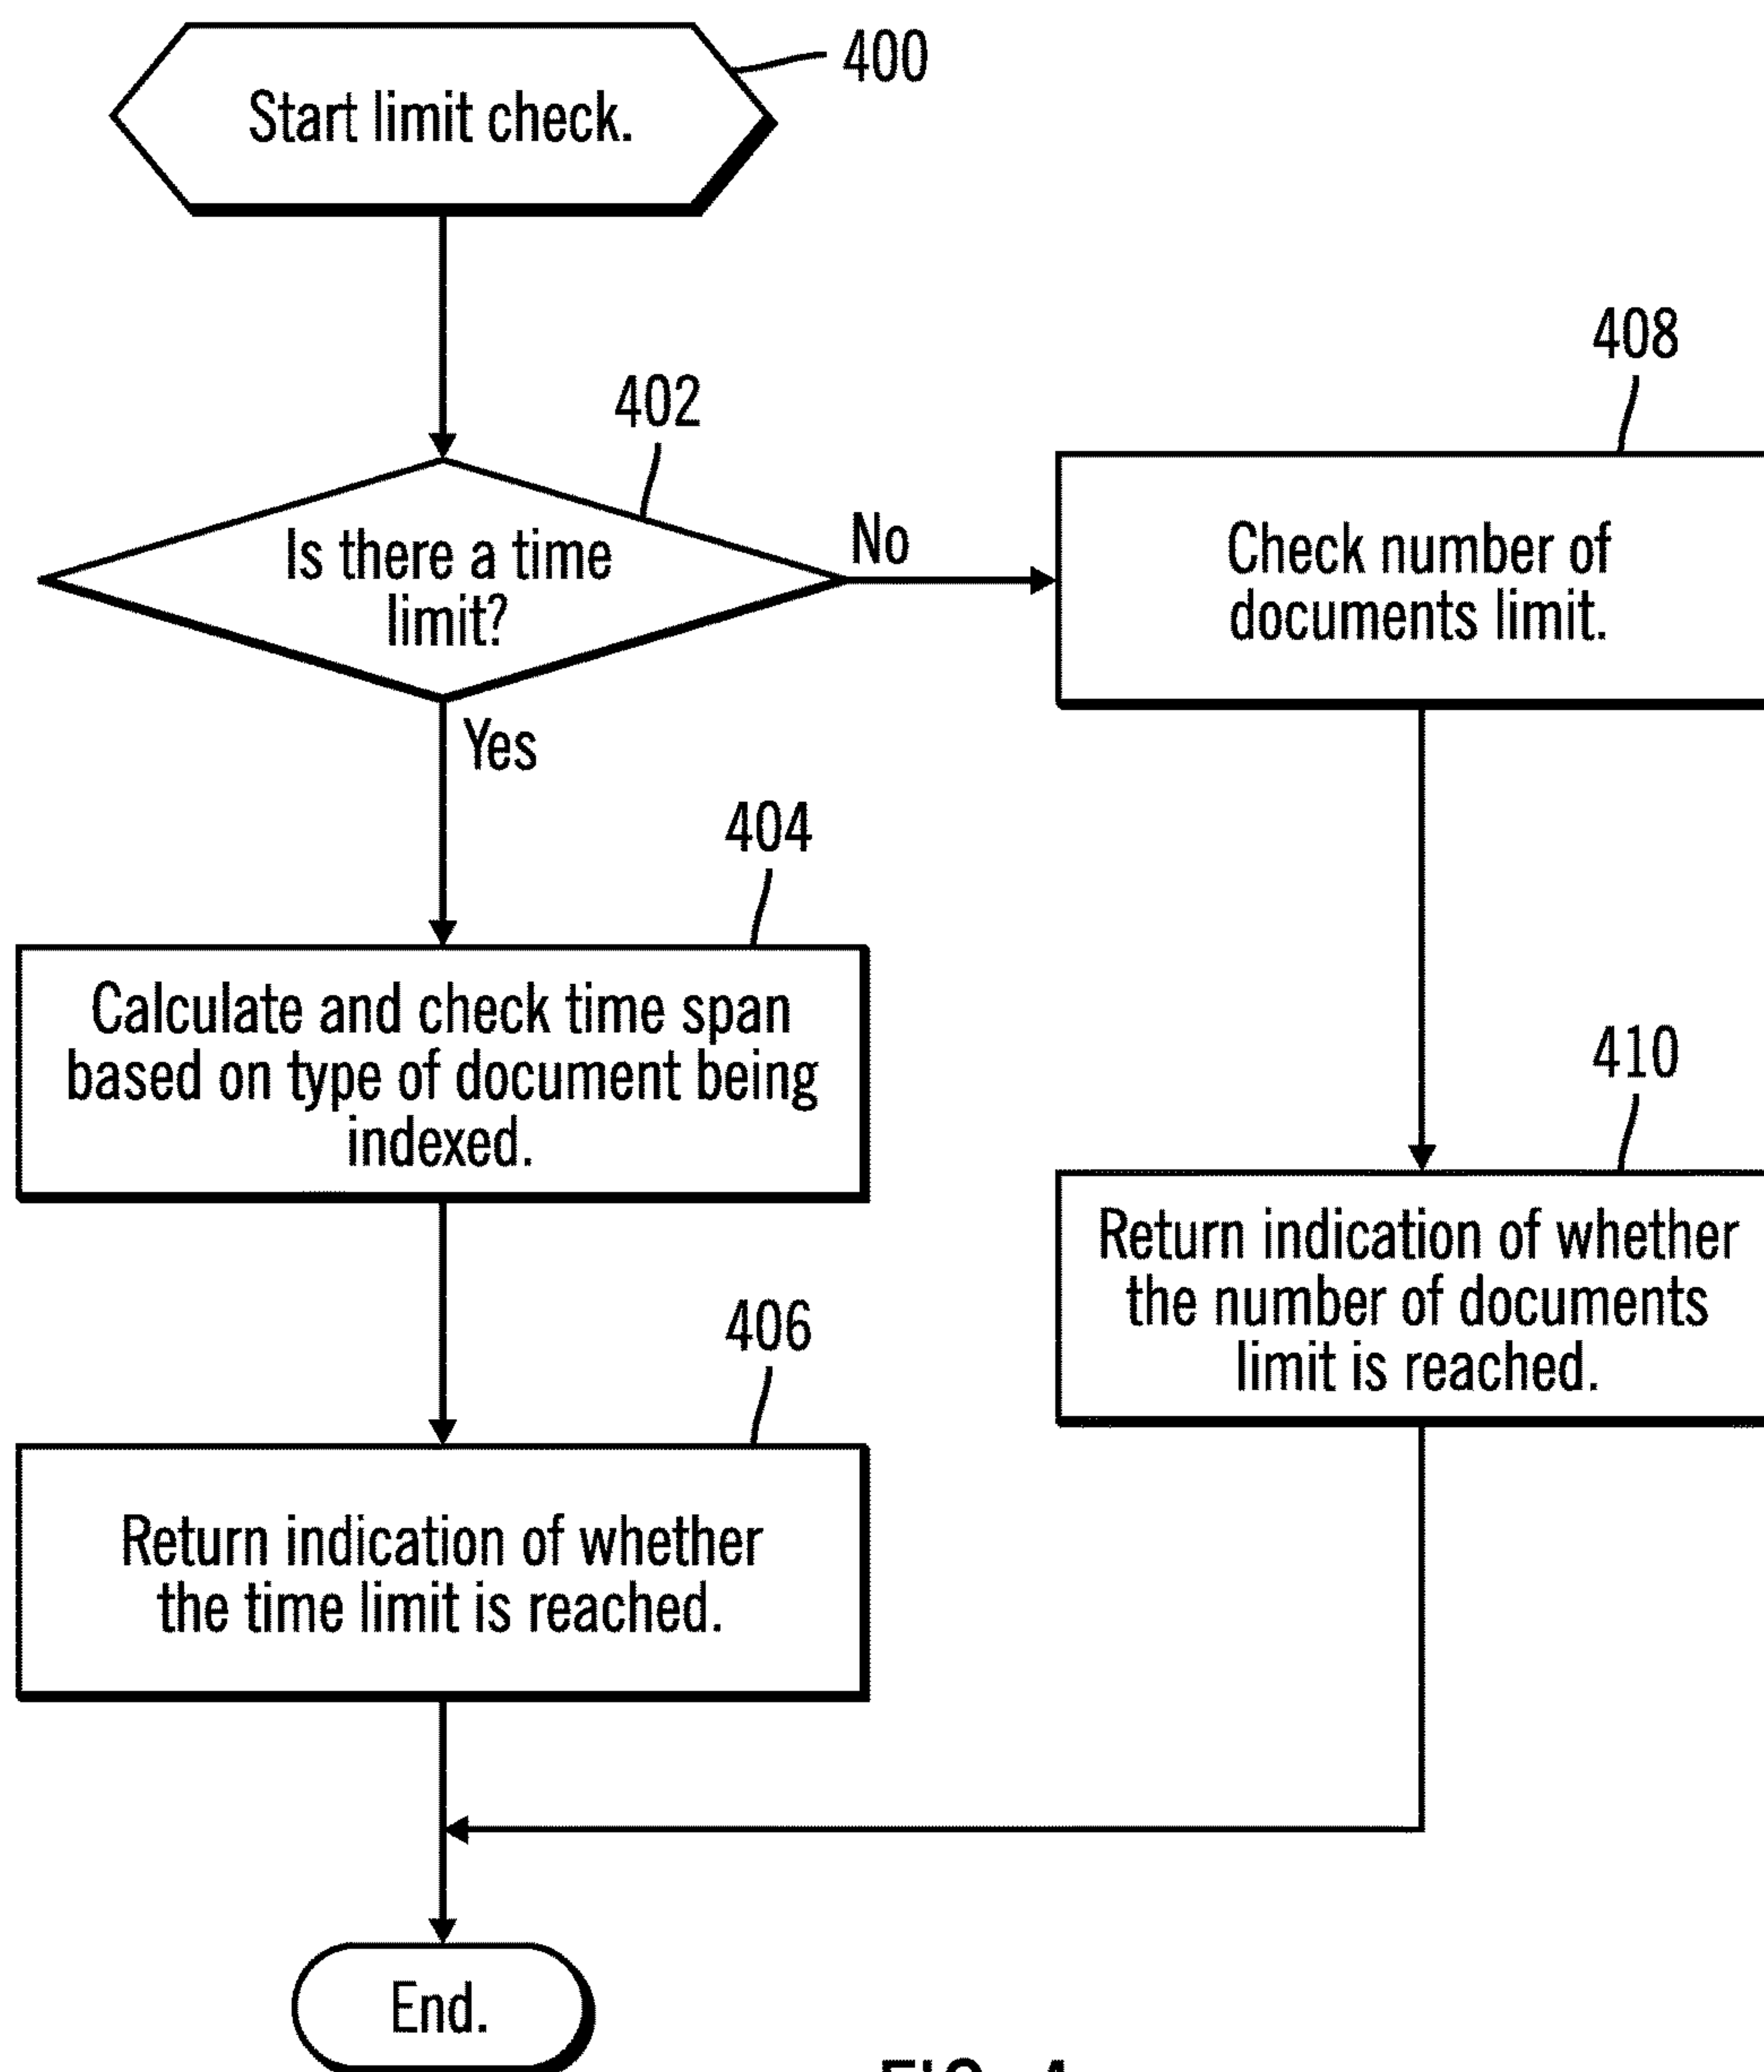 400
Start limit check.
402
Is there a time
limit?
No
Yes
408
Check number of
documents limit.
404
Calculate and check time span
based on type of document being
indexed.
410
Return indication of whether
the number of documents
limit is reached.
406
Return indication of whether
the time limit is reached.
End.